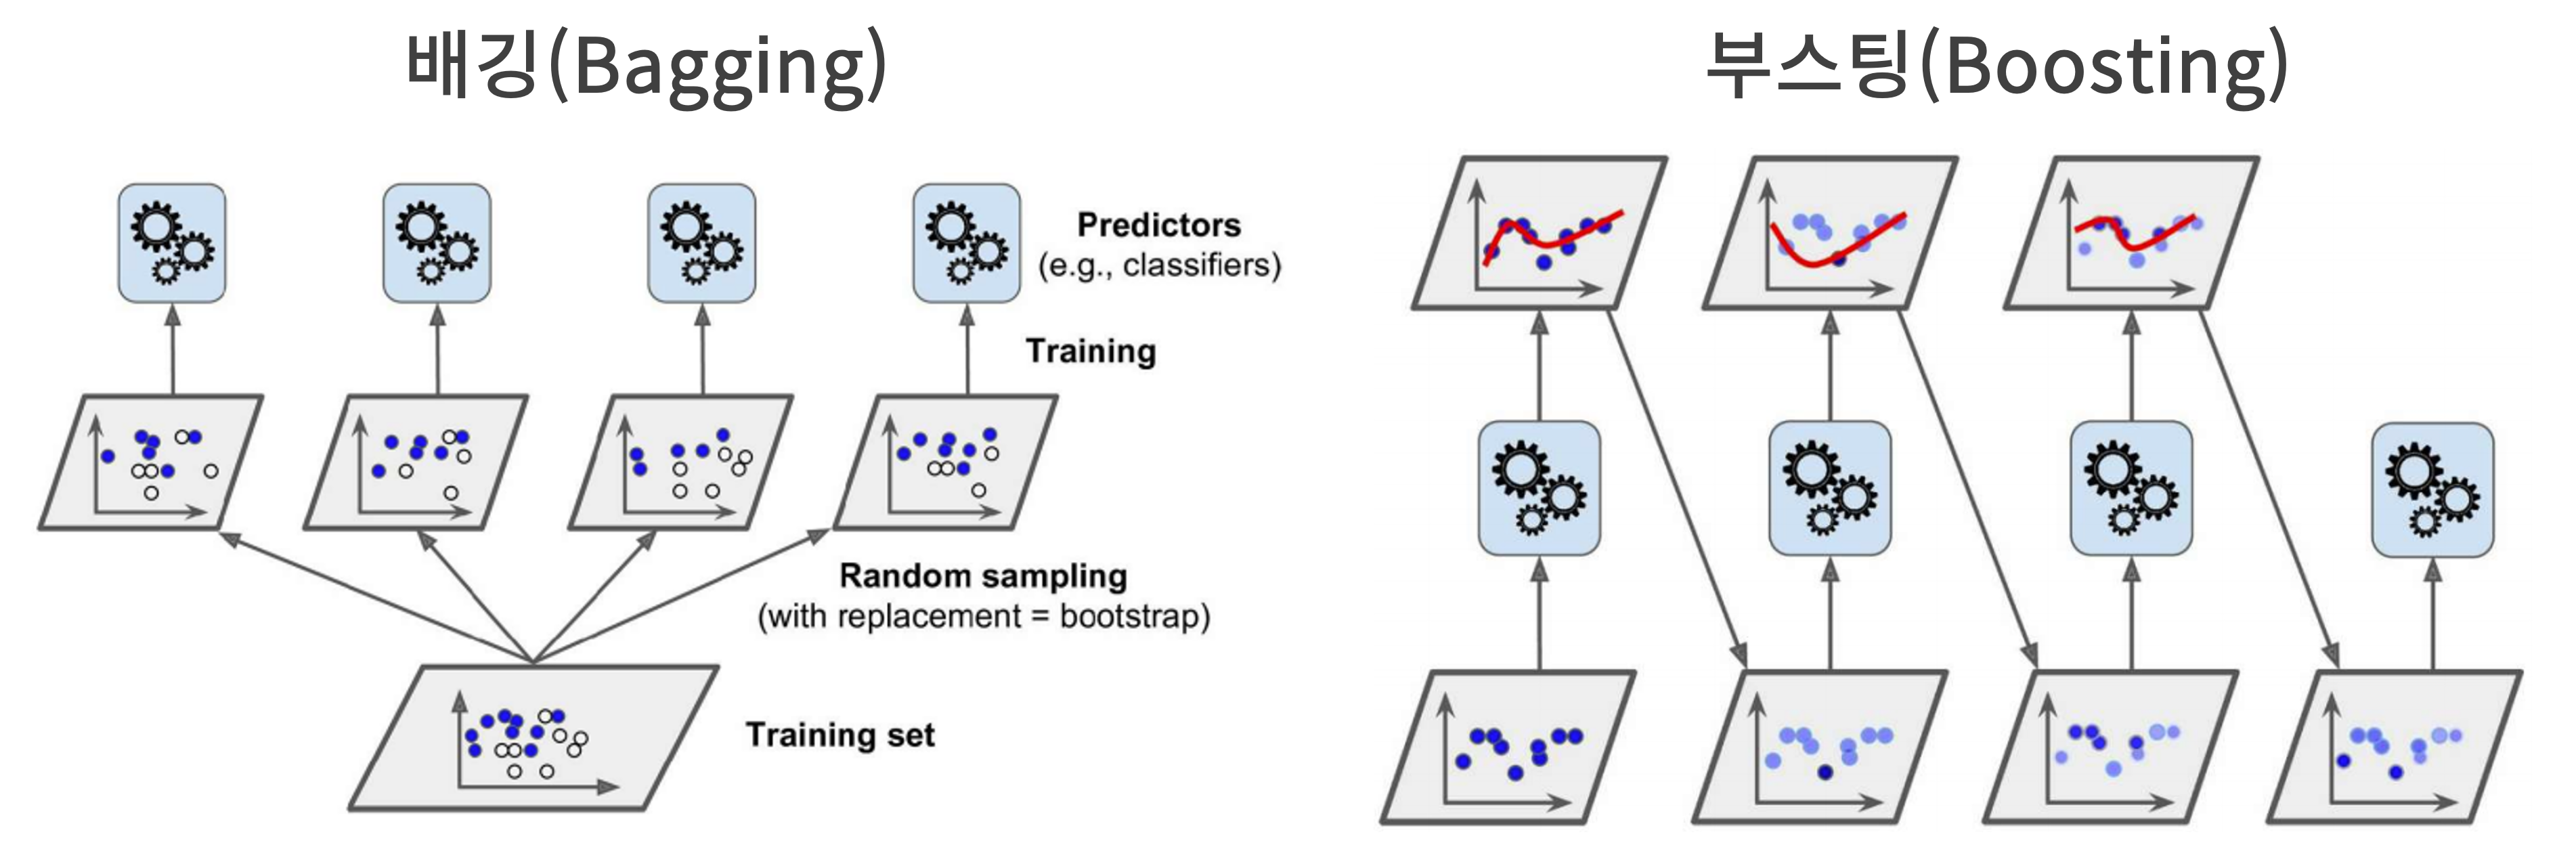 배깅(Bagging)
Predictors
(e.g., classifiers)
Training
Random sampling
(with replacement = bootstrap)
Training set
부스팅(Boosting)